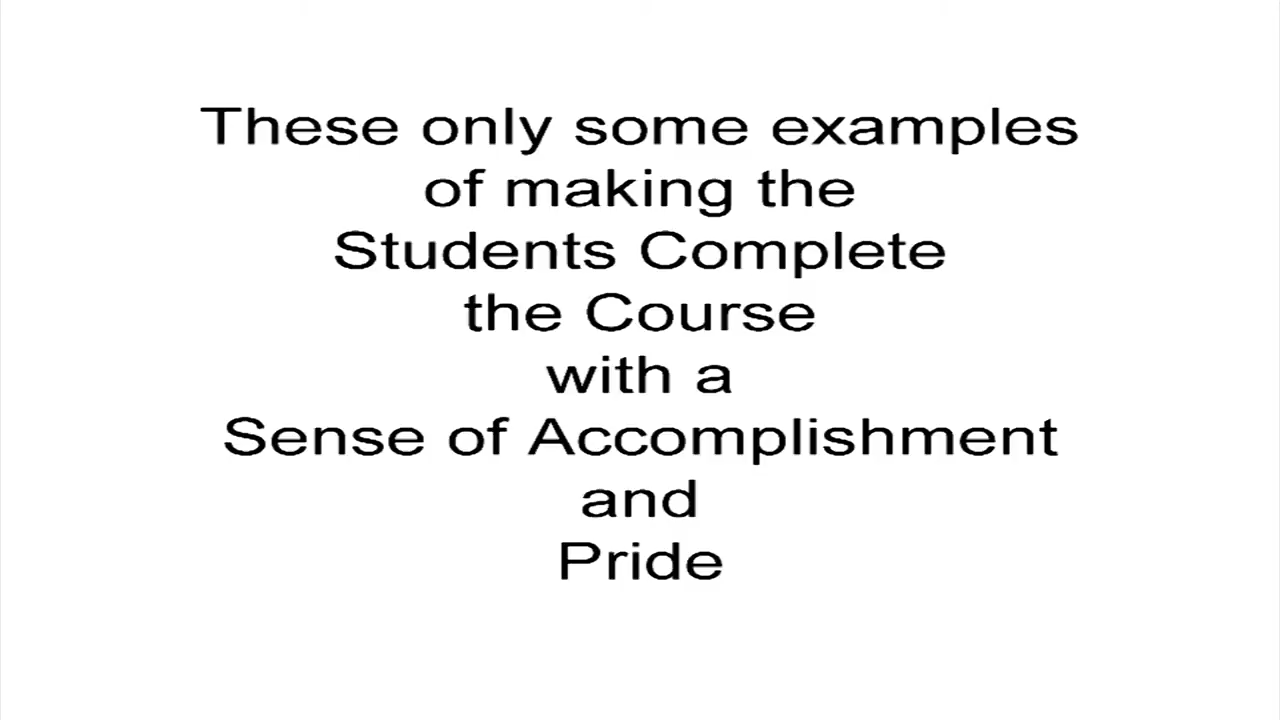 These only some examples
of making the
Students Complete
the Course
with a
Sense of Accomplishment
and
Pride